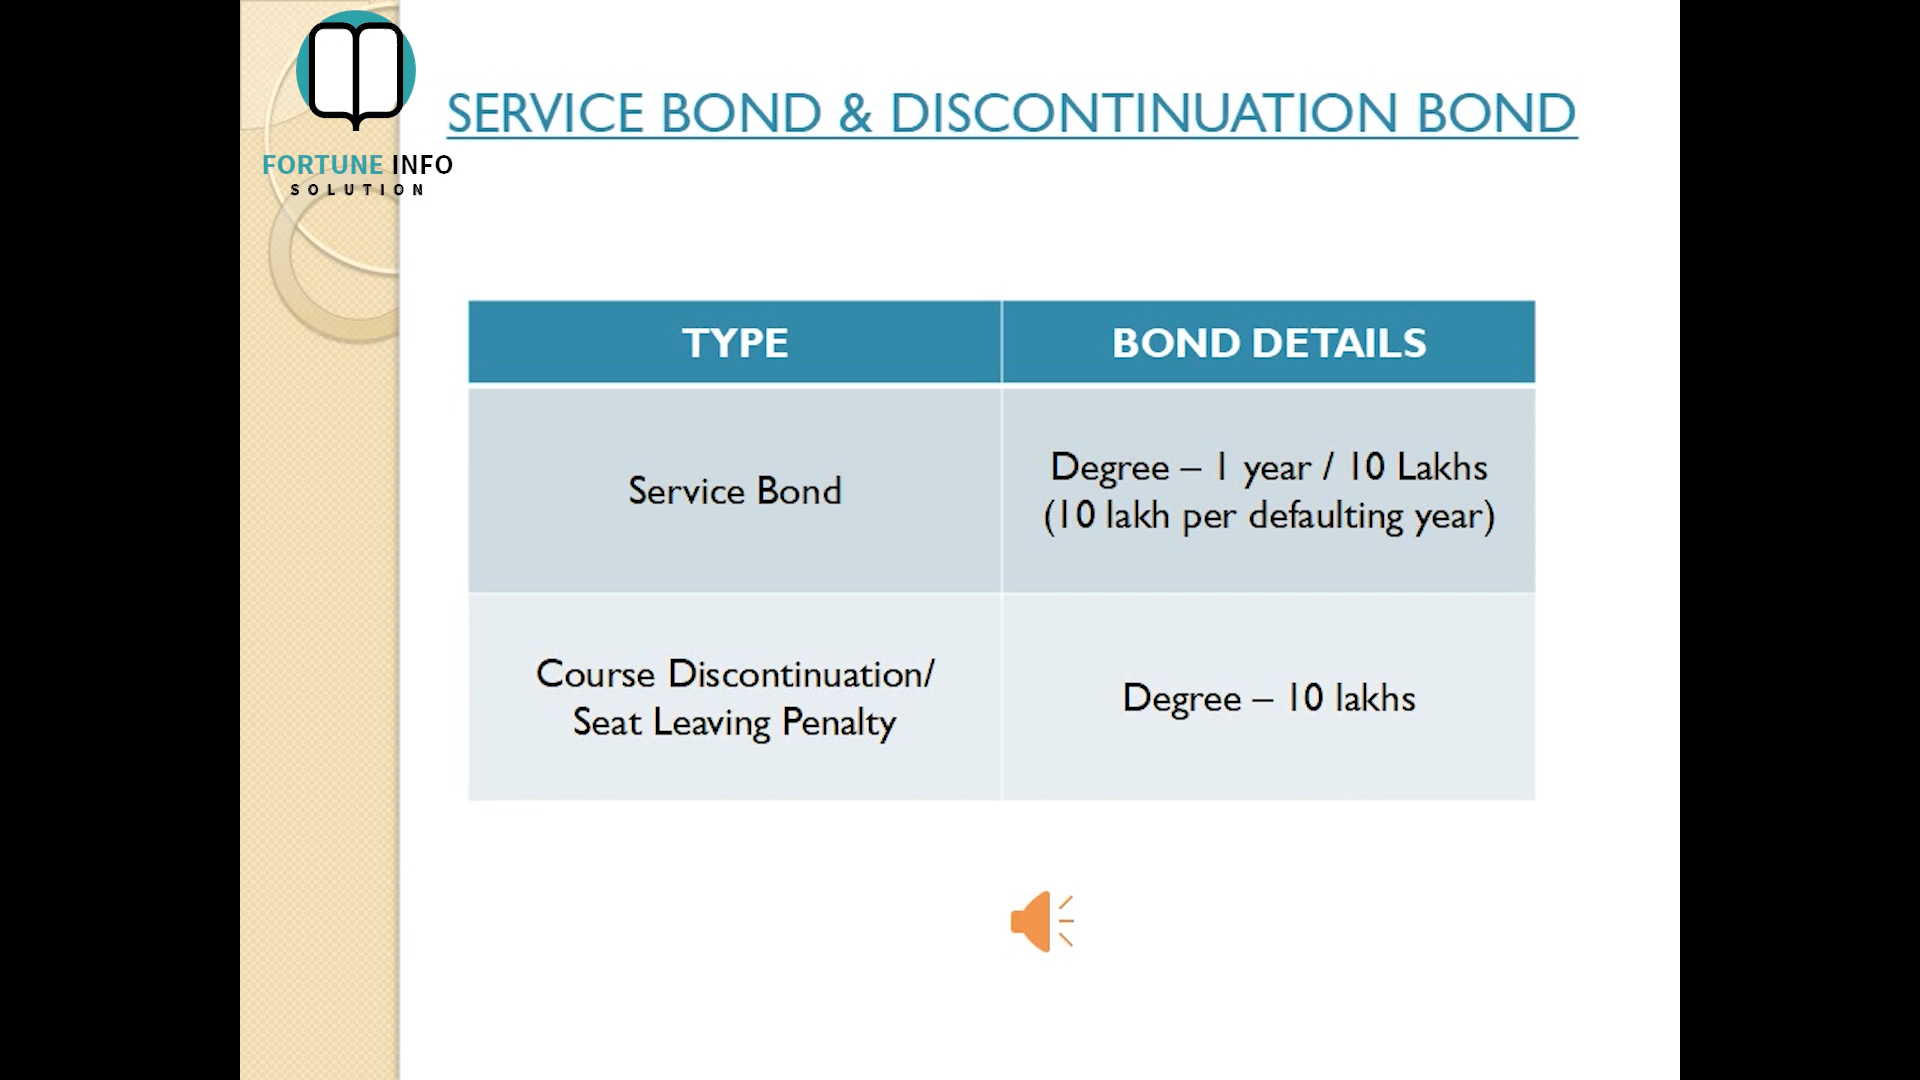 FORTUNE INFO
SOLUTION
SERVICE BOND & DISCONTINUATION BOND
TYPE
BOND DETAILS
Service Bond
Degree – 1 year / 10 Lakhs
(10 lakh per defaulting year)
Course Discontinuation/
Seat Leaving Penalty
Degree – 10 lakhs